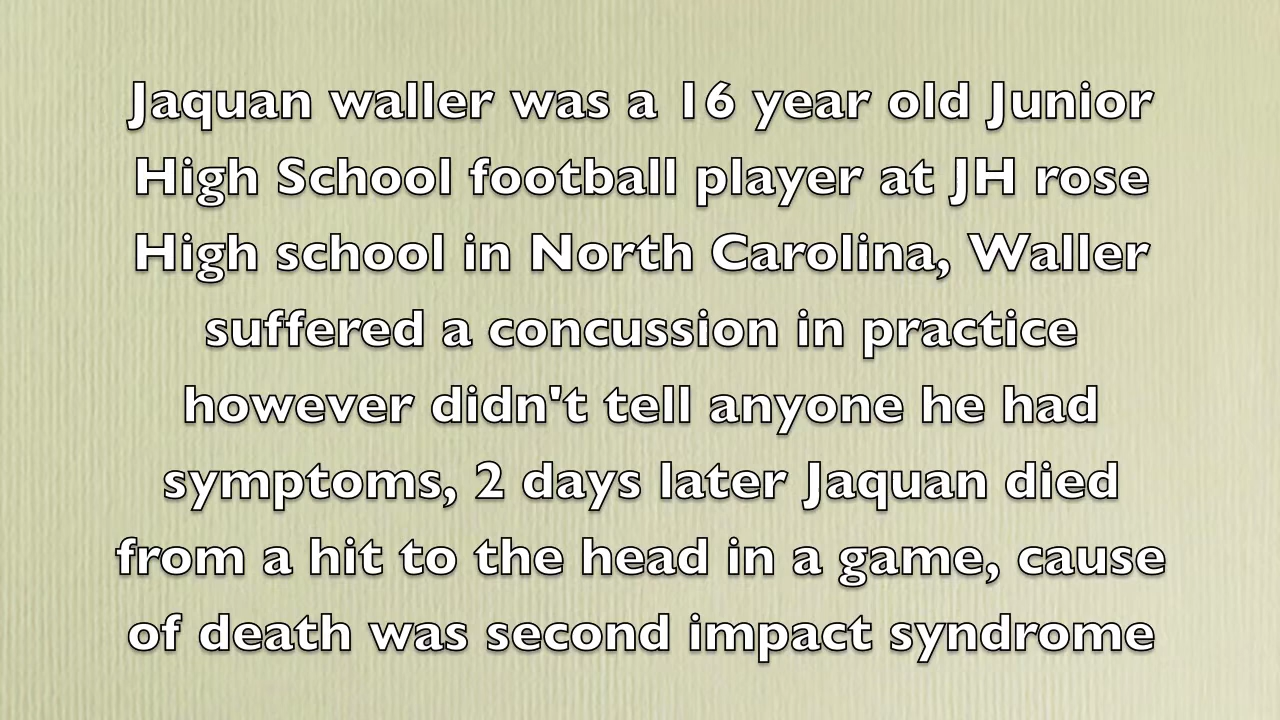 Jaquan waller was a 16 year old Junior
High School football player at JH rose
High school in North Carolina, Waller
suffered a concussion in practice
however didn't tell anyone he had
symptoms, 2 days later Jaquan died
from a hit to the head in a game, cause
of death was second impact syndrome